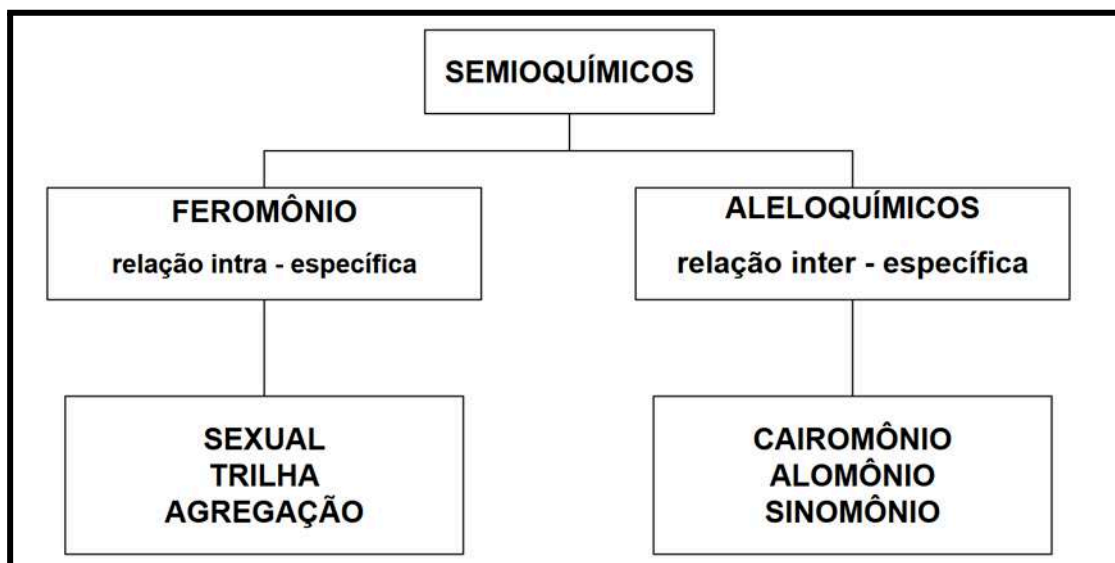 SEMIOQUÍMICOS
FEROMÔNIO
relação intra - específica
ALELOQUÍMICOS
relação inter - específica
SEXUAL
TRILHA
AGREGAÇÃO
CAIROMÔNIO
ALOMÔNIO
SINOMÔNIO